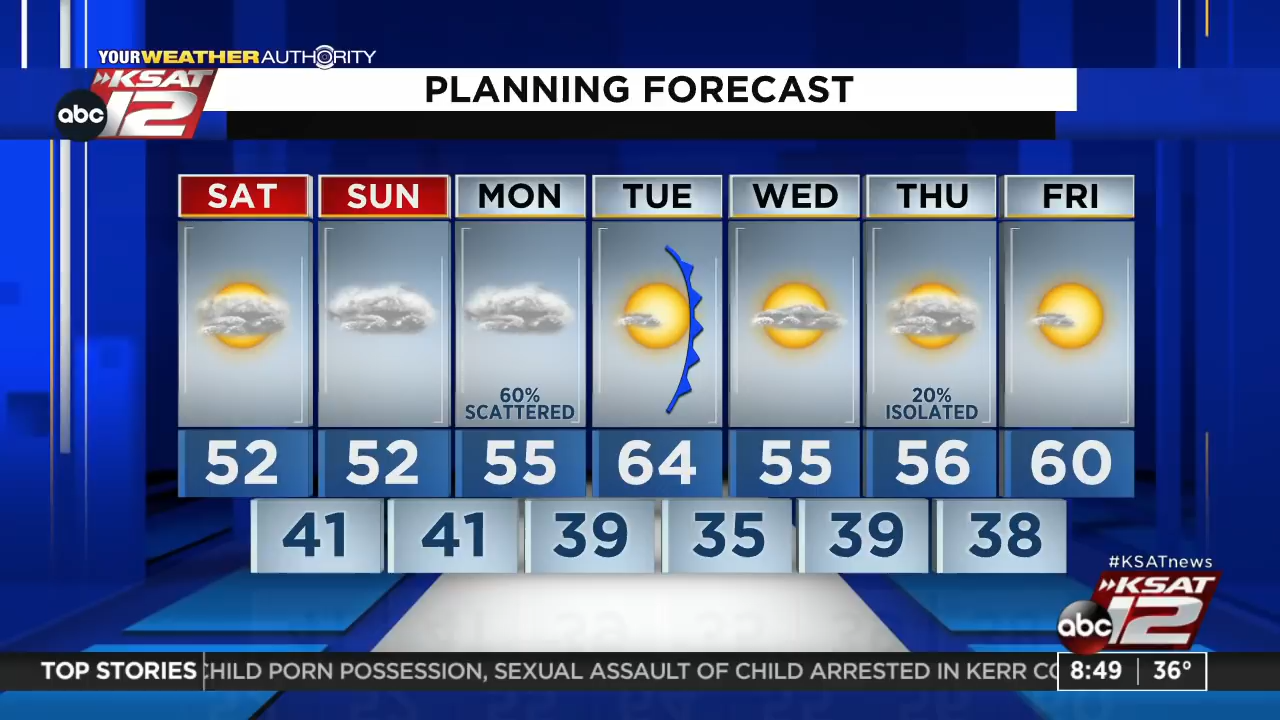 YOURWEATHERAUTHORITY
KSAT
abc 12
PLANNING FORECAST
SAT SUN MON TUE WED THU FRI
60% 20%
SCATTERED ISOLATED
52 52 55 64 55 56 60
41 41 39 35 39 38
#KSATnews
KSAT
abc 12
TOP STORIES CHILD PORN POSSESSION, SEXUAL ASSAULT OF CHILD ARRESTED IN KERR CO 8:49 36°